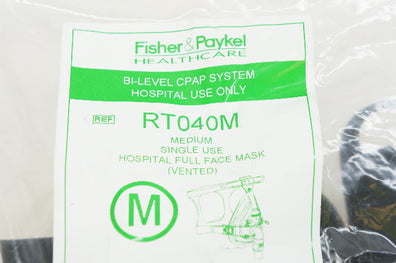 Fisher&Paykel
HEALTHCARE
BI-LEVEL CPAP SYSTEM
HOSPITAL USE ONLY
REF RT040M
MEDIUM
SINGLE USE
HOSPITAL FULL FACE MASK
(VENTED)
M